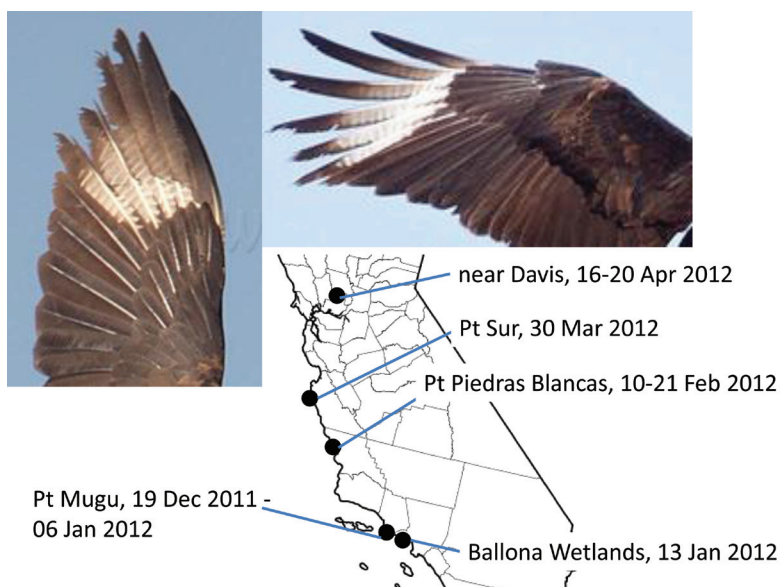 near Davis, 16-20 Apr 2012
Pt Sur, 30 Mar 2012
Pt Piedras Blancas, 10-21 Feb 2012
Pt Mugu, 19 Dec 2011 -
06 Jan 2012
Ballona Wetlands, 13 Jan 2012